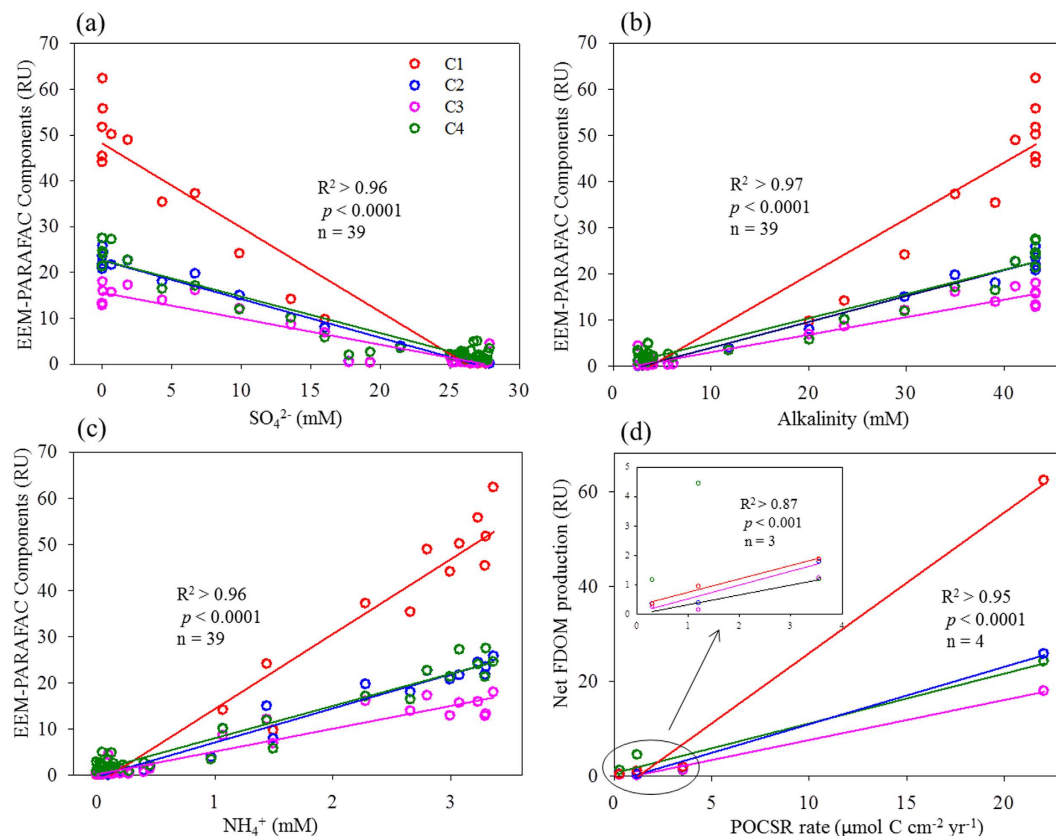 (a)
EEM-PARAFAC Components (RU)
70
60
50
40
30
20
10
0
C1
C2
C3
C4
R² > 0.96
p < 0.0001
n = 39
0 5 10 15 20 25 30
SO₄²⁻ (mM)
(b)
EEM-PARAFAC Components (RU)
70
60
50
40
30
20
10
0
R² > 0.97
p < 0.0001
n = 39
0 10 20 30 40
Alkalinity (mM)
(c)
EEM-PARAFAC Components (RU)
70
60
50
40
30
20
10
0
R² > 0.96
p < 0.0001
n = 39
0 1 2 3
NH₄⁺ (mM)
(d)
Net FDOM production (RU)
60
40
20
0
5
4
3
2
1
0
R² > 0.87
p < 0.001
n = 3
0 1 2 3 4
R² > 0.95
p < 0.0001
n = 4
0 5 10 15 20
POCSR rate (µmol C cm⁻² yr⁻¹)